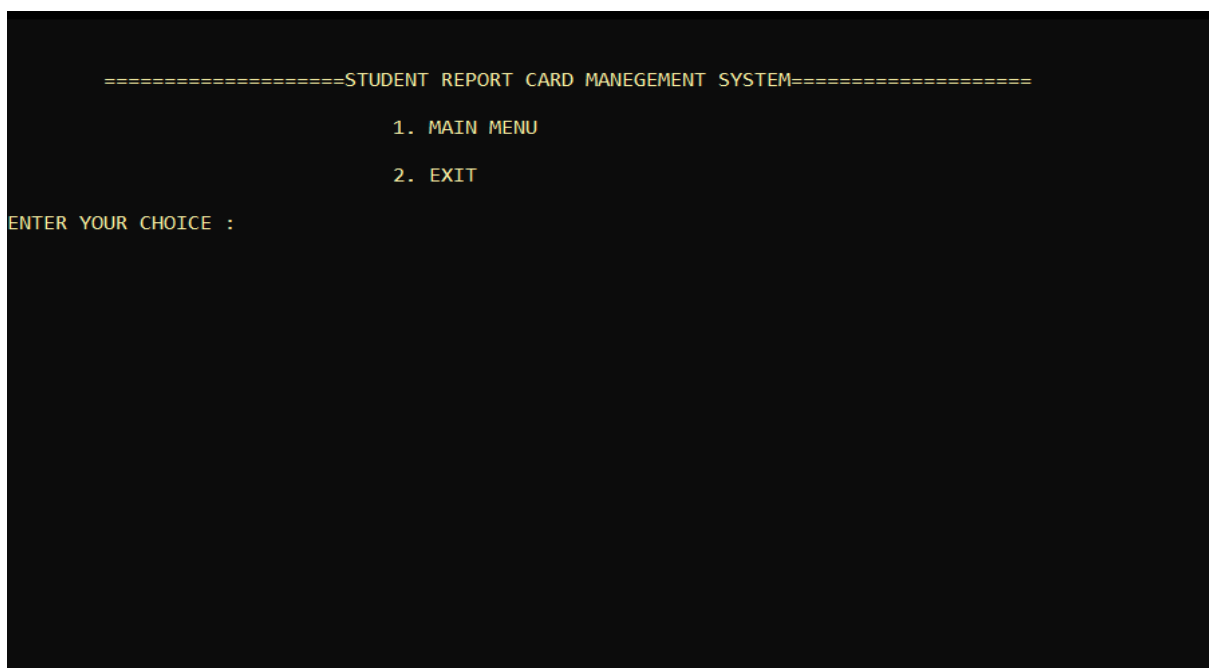 ====================STUDENT REPORT CARD MANEGEMENT SYSTEM====================
1. MAIN MENU
2. EXIT
ENTER YOUR CHOICE :